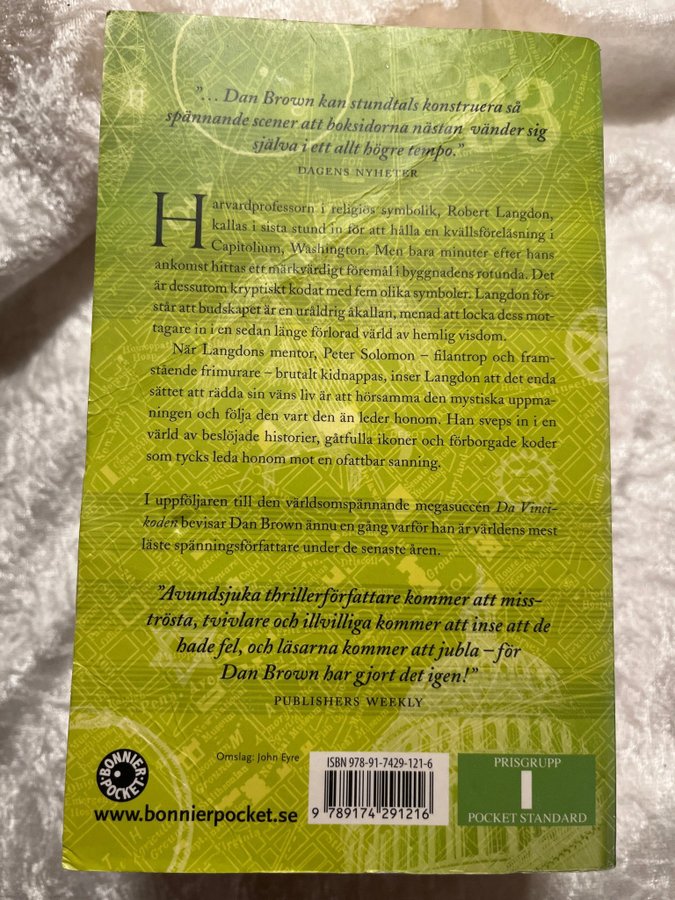 ”… Dan Brown kan stundtals konstruera så
spännande scener att boksidorna nästan vänder sig
själva i ett allt högre tempo.”
DAGENS NYHETER
Harvardprofessorn i religiös symbolik, Robert Langdon,
kallas i sista stund in för att hålla en kvällsföreläsning i
Capitolium, Washington. Men bara minuter efter hans
ankomst hittas ett märkvärdigt föremål i byggnadens rotunda. Det
är dessutom kryptiskt kodat med fem olika symboler. Langdon för-
står att budskapet är en uråldrig åkallan, menad att locka dess mot-
tagare in i en sedan länge förlorad värld av hemlig visdom.
När Langdons mentor, Peter Solomon – filantrop och fram-
stående frimurare – brutalt kidnappas, inser Langdon att det enda
sättet att rädda sin väns liv är att hörsamma den mystiska uppma-
ningen och följa den vart den än leder honom. Han sveps in i en
värld av beslöjade historier, gåtfulla ikoner och förborgade koder
som tycks leda honom mot en ofattbar sanning.
I uppföljaren till den världsomspännande megasuccén Da Vinci-
koden bevisar Dan Brown ännu en gång varför han är världens mest
läste spänningsförfattare under de senaste åren.
”Avundsjuka thrillerförfattare kommer att miss-
trösta, tvivlare och illvilliga kommer att inse att de
hade fel, och läsarna kommer att jubla – för
Dan Brown har gjort det igen!”
PUBLISHERS WEEKLY
BONNIER POCKET
www.bonnierpocket.se
Omslag: John Eyre
ISBN 978-91-7429-121-6
9 789174 291216
PRISGRUPP
I
POCKET STANDARD
33